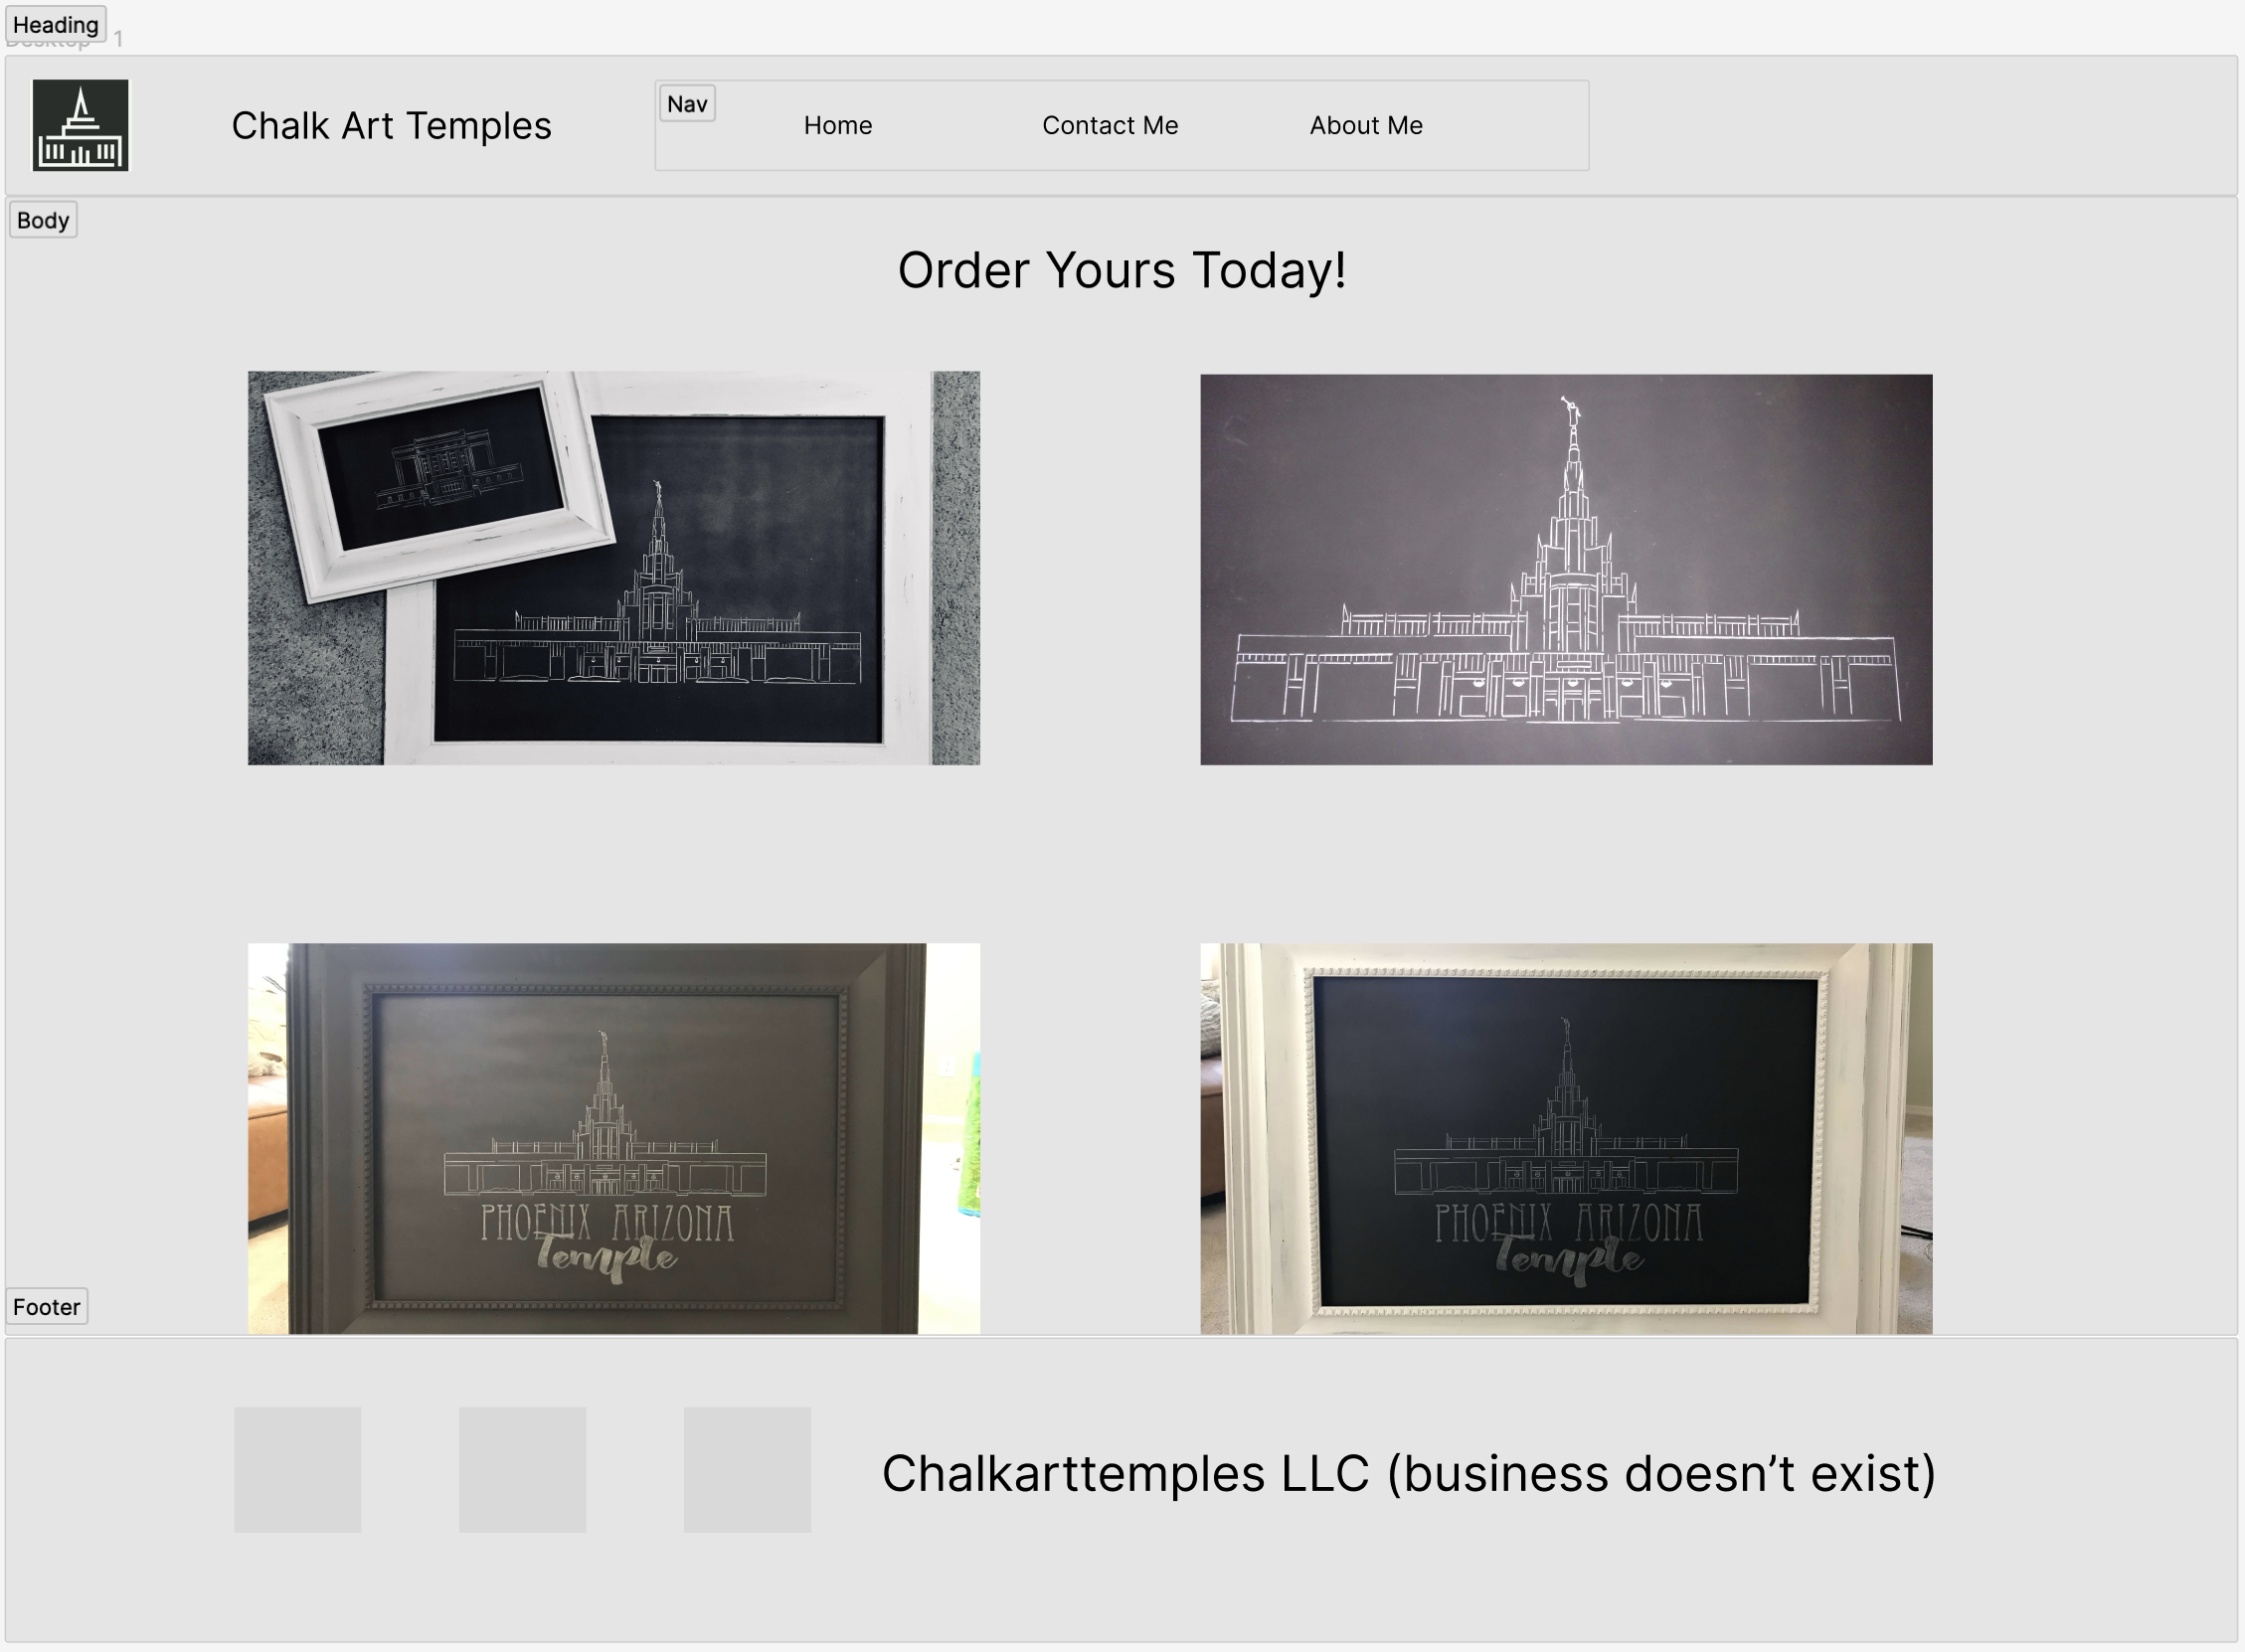 Heading
Desktop - 1
Chalk Art Temples
Nav
Home
Contact Me
About Me
Body
Order Yours Today!
PHOENIX ARIZONA
Temple
PHOENIX ARIZONA
Temple
Footer
Chalkarttemples LLC (business doesn’t exist)